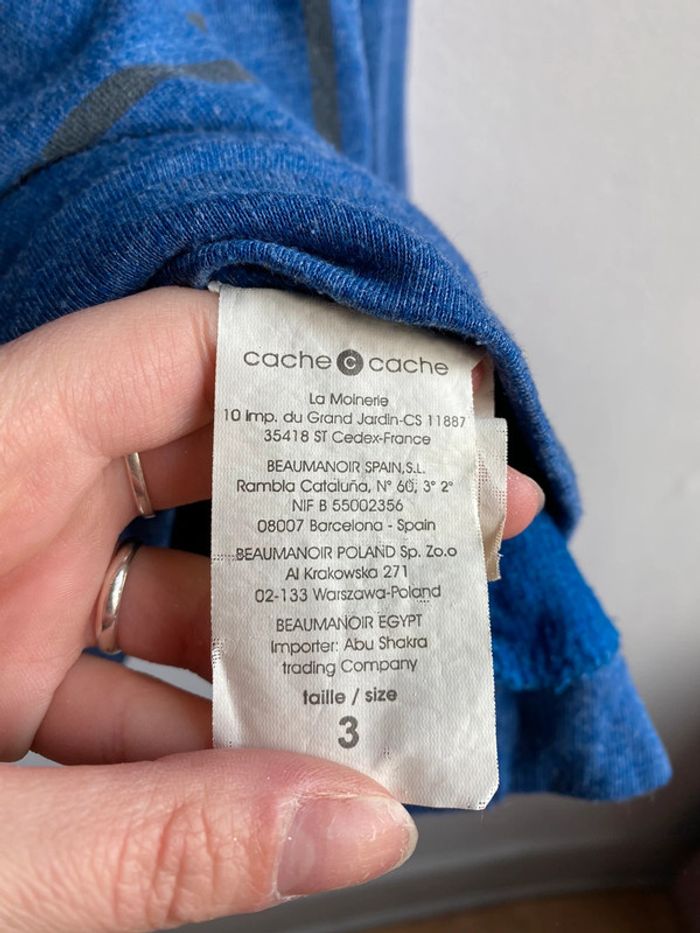 cache c cache
La Moinerie
10 imp. du Grand Jardin-CS 11887
35418 ST Cedex-France
BEAUMANOIR SPAIN,S.L.
Rambla Cataluña, N° 60, 3° 2°
NIF B 55002356
08007 Barcelona - Spain
BEAUMANOIR POLAND Sp. Zo.o
Al Krakowska 271
02-133 Warszawa-Poland
BEAUMANOIR EGYPT
Importer: Abu Shakra
trading Company
taille / size
3